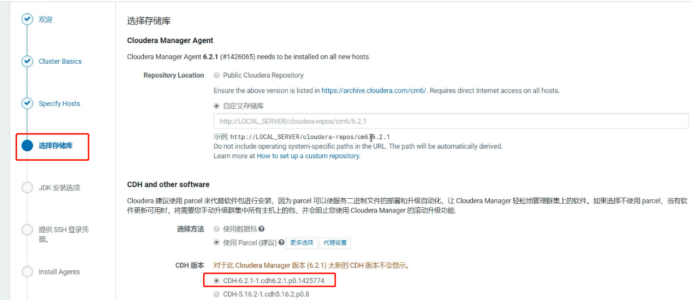 欢迎
Cluster Basics
Specify Hosts
选择存储库
JDK 安装选项
提供 SSH 登录凭
据。
Install Agents
选择存储库
Cloudera Manager Agent
Cloudera Manager Agent 6.2.1 (#1426065) needs to be installed on all new hosts.
Repository Location
Public Cloudera Repository
Ensure the above version is listed in https://archive.cloudera.com/cm6/. Requires direct Internet access on all hosts.
自定义存储库
http://LOCAL_SERVER/cloudera-repos/cm6/6.2.1
示例: http://LOCAL_SERVER/cloudera-repos/cm6/6.2.1
Do not include operating system-specific paths in the URL. The path will be automatically derived.
Learn more at How to set up a custom repository.
CDH and other software
Cloudera 建议使用 parcel 来代替软件包进行安装，因为 parcel 可以使服务二进制文件的部署和升级自动化，让 Cloudera Manager 轻松地管理群集上的软件。如果选择不使用 parcel，当有软
件更新可用时，将需要您手动升级群集中所有主机上的包，并会阻止您使用 Cloudera Manager 的滚动升级功能.
选择方法
使用数据包
使用 Parcel (建议)
更多选项
代理设置
CDH 版本
对于此 Cloudera Manager 版本 (6.2.1) 太新的 CDH 版本不会显示。
CDH-6.2.1-1.cdh6.2.1.p0.1425774
CDH-5.16.2-1.cdh5.16.2.p0.8